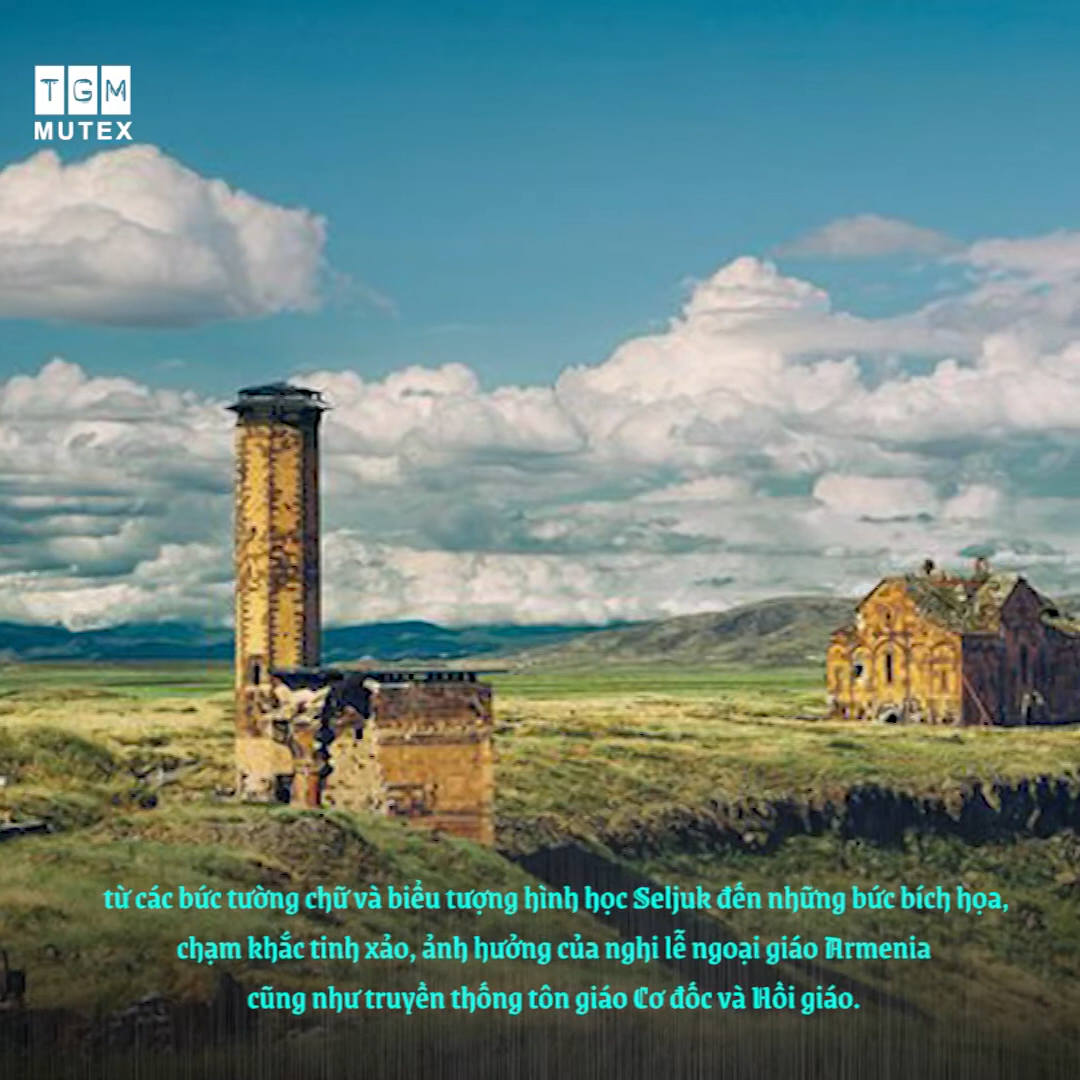 TGM
MUTEX
từ các bức tường chữ và biểu tượng hình học Seljuk đến những bức bích họa,
chạm khắc tinh xảo, ảnh hưởng của nghi lễ ngoại giáo Armenia
cũng như truyền thống tôn giáo Cơ đốc và Hồi giáo.